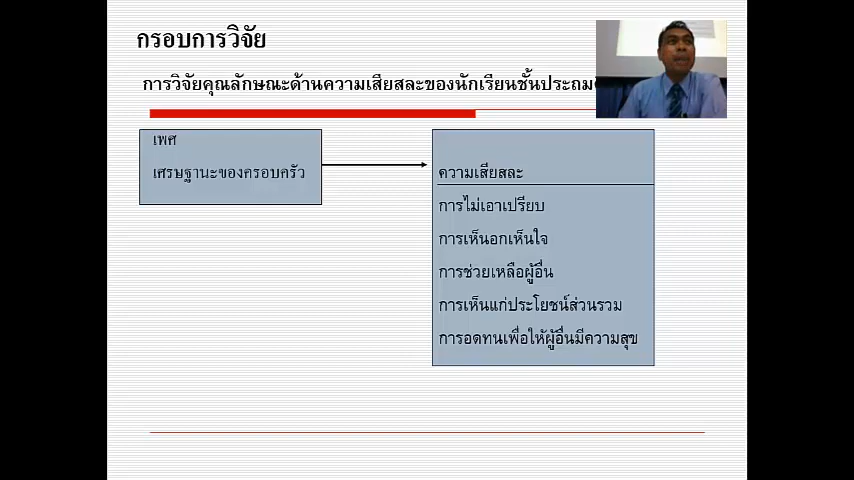 กรอบการวิจัย
การวิจัยคุณลักษณะด้านความเสียสละของนักเรียนชั้นประถม
เพศ
เศรษฐานะของครอบครัว
ความเสียสละ
การไม่เอาเปรียบ
การเห็นอกเห็นใจ
การช่วยเหลือผู้อื่น
การเห็นแก่ประโยชน์ส่วนรวม
การอดทนเพื่อให้ผู้อื่นมีความสุข